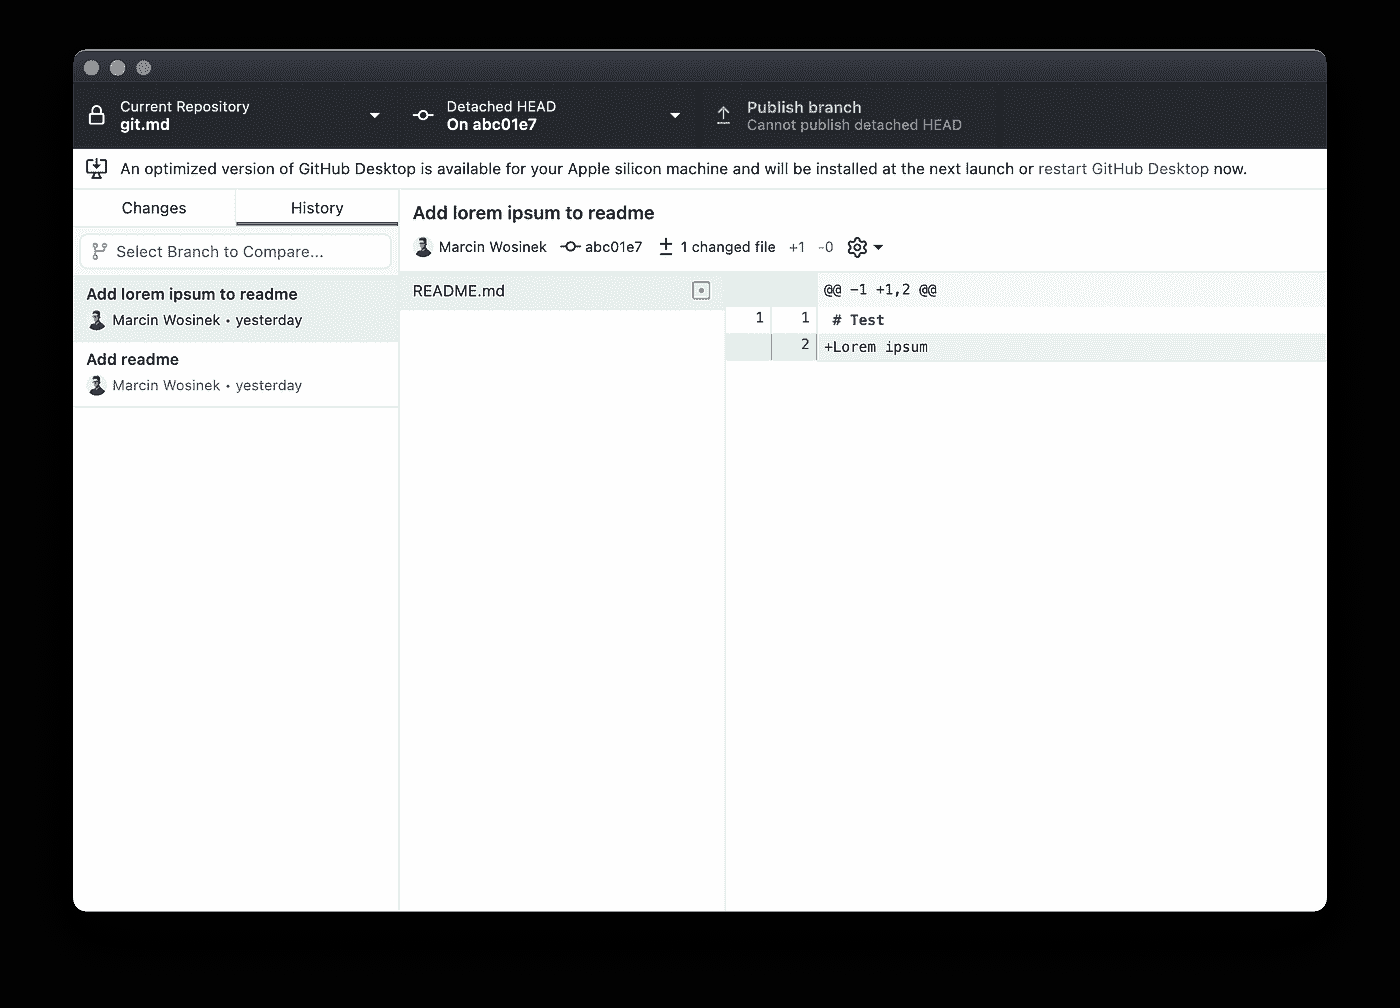 Current Repository
git.md
Detached HEAD
On abc01e7
Publish branch
Cannot publish detached HEAD
An optimized version of GitHub Desktop is available for your Apple silicon machine and will be installed at the next launch or restart GitHub Desktop now.
Changes
History
Select Branch to Compare...
Add lorem ipsum to readme
Marcin Wosinek • yesterday
Add readme
Marcin Wosinek • yesterday
Add lorem ipsum to readme
Marcin Wosinek abc01e7 1 changed file +1 -0
README.md
@@ -1 +1,2 @@
1 1 # Test
2 +Lorem ipsum